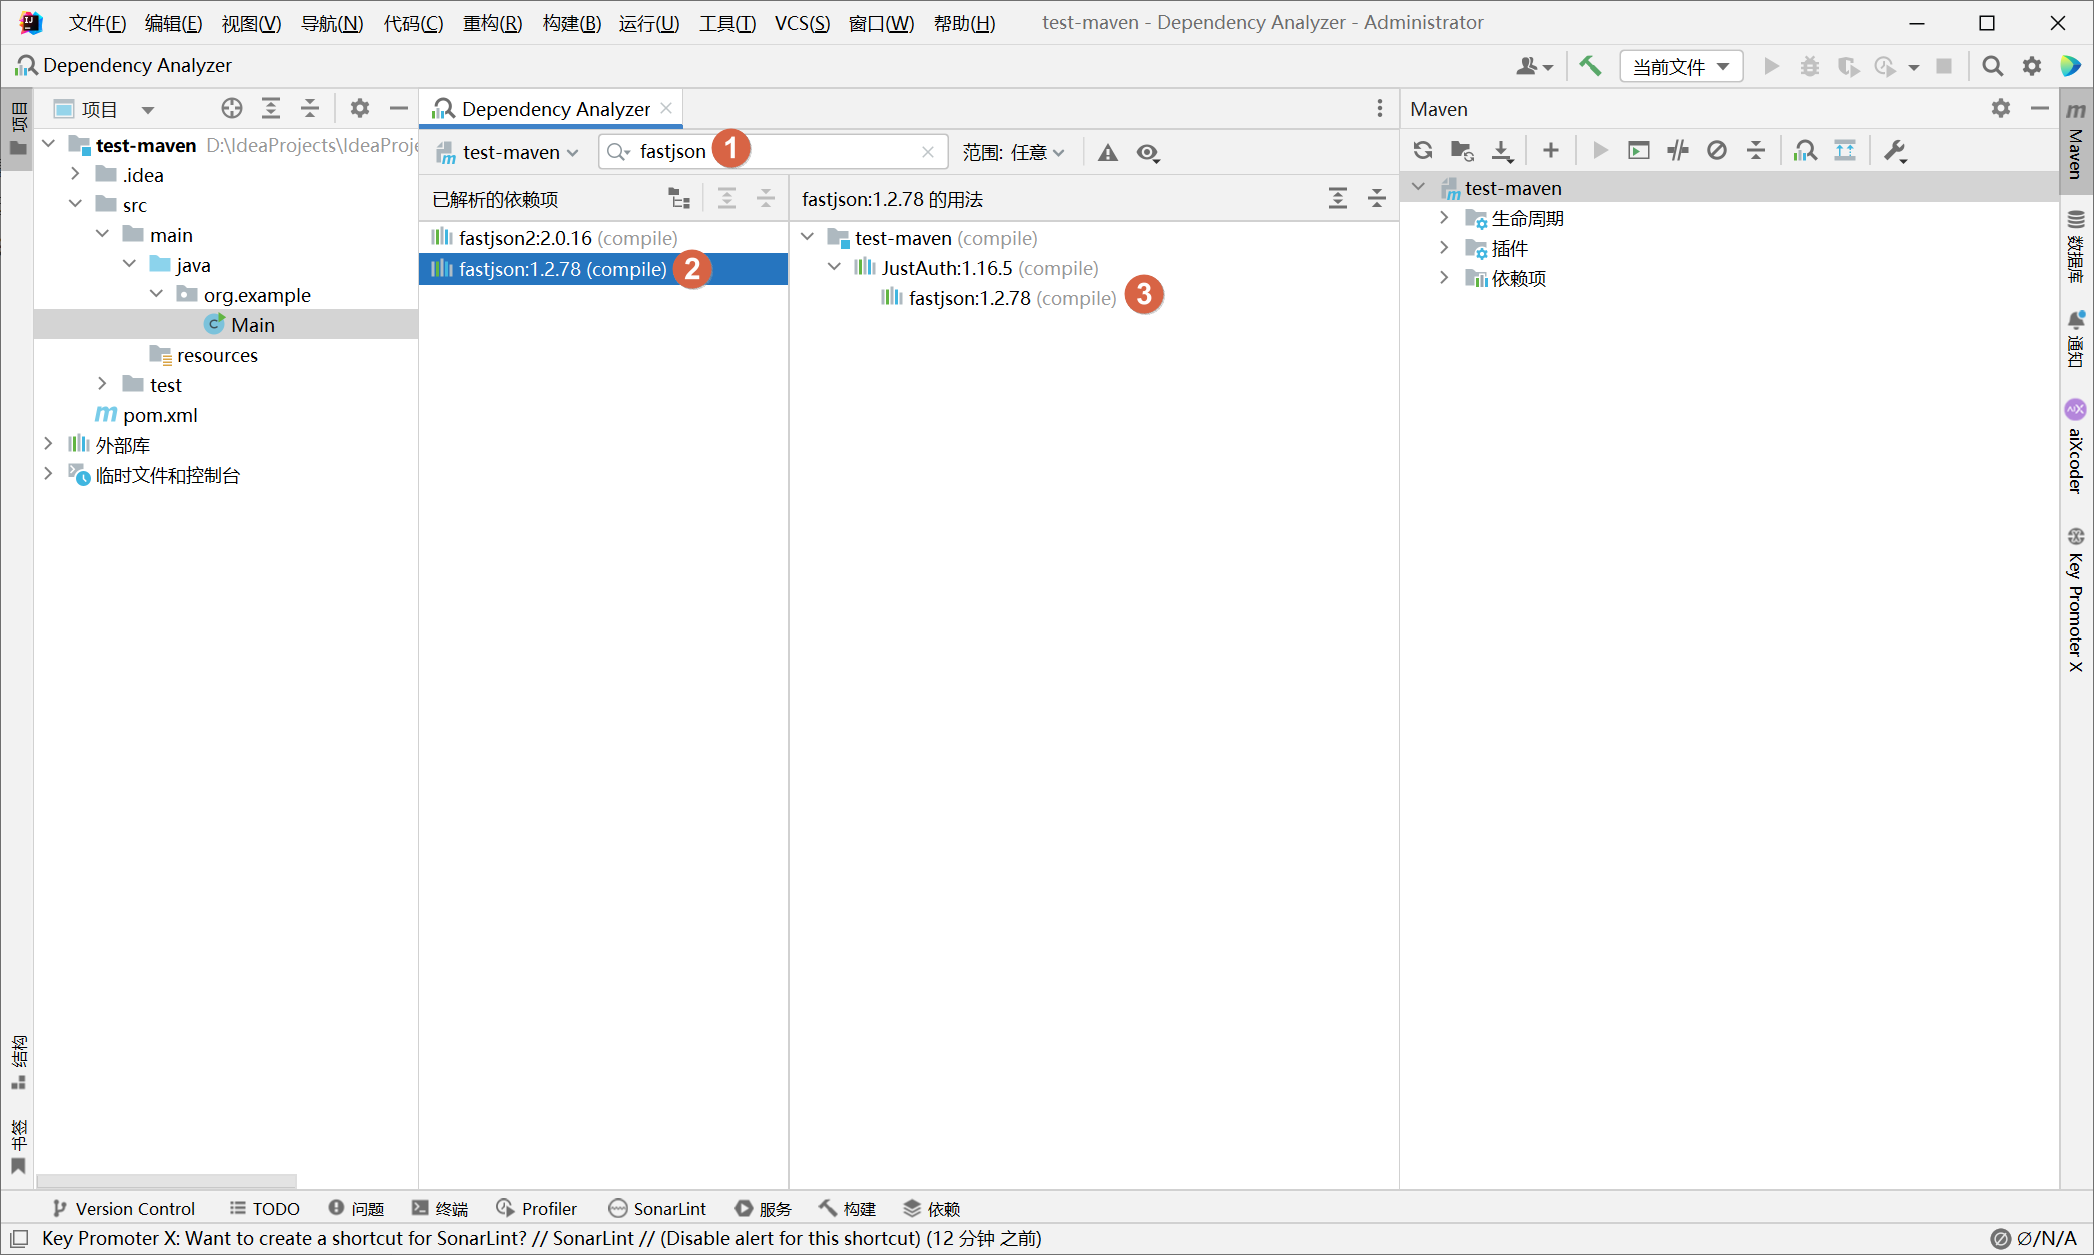 文件(F) 编辑(E) 视图(V) 导航(N) 代码(C) 重构(R) 构建(B) 运行(U) 工具(T) VCS(S) 窗口(W) 帮助(H) test-maven - Dependency Analyzer - Administrator
Dependency Analyzer
当前文件
项目
项目
Dependency Analyzer
Maven
test-maven D:\IdeaProjects\IdeaProje
.idea
src
main
java
org.example
Main
resources
test
pom.xml
外部库
临时文件和控制台
test-maven
fastjson
1
范围: 任意
已解析的依赖项
fastjson2:2.0.16 (compile)
fastjson:1.2.78 (compile)
2
fastjson:1.2.78 的用法
test-maven (compile)
JustAuth:1.16.5 (compile)
fastjson:1.2.78 (compile)
3
test-maven
生命周期
插件
依赖项
m
Maven
数据库
通知
aiXcoder
Key Promoter X
结构
书签
Version Control
TODO
问题
终端
Profiler
SonarLint
服务
构建
依赖
Key Promoter X: Want to create a shortcut for SonarLint? // SonarLint // (Disable alert for this shortcut) (12 分钟 之前)
∅/N/A